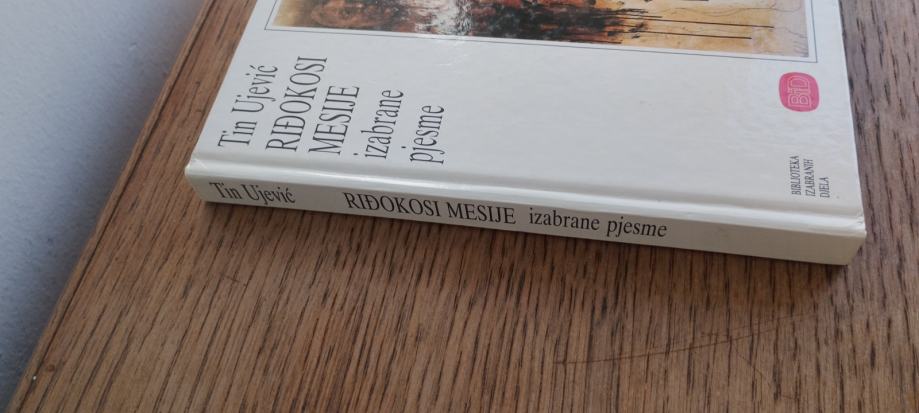 Tin Ujević
RIĐOKOSI
MESIJE
izabrane
pjesme
BID
BIBLIOTEKA
IZABRANIH
DJELA
Tin Ujević RIĐOKOSI MESIJE izabrane pjesme